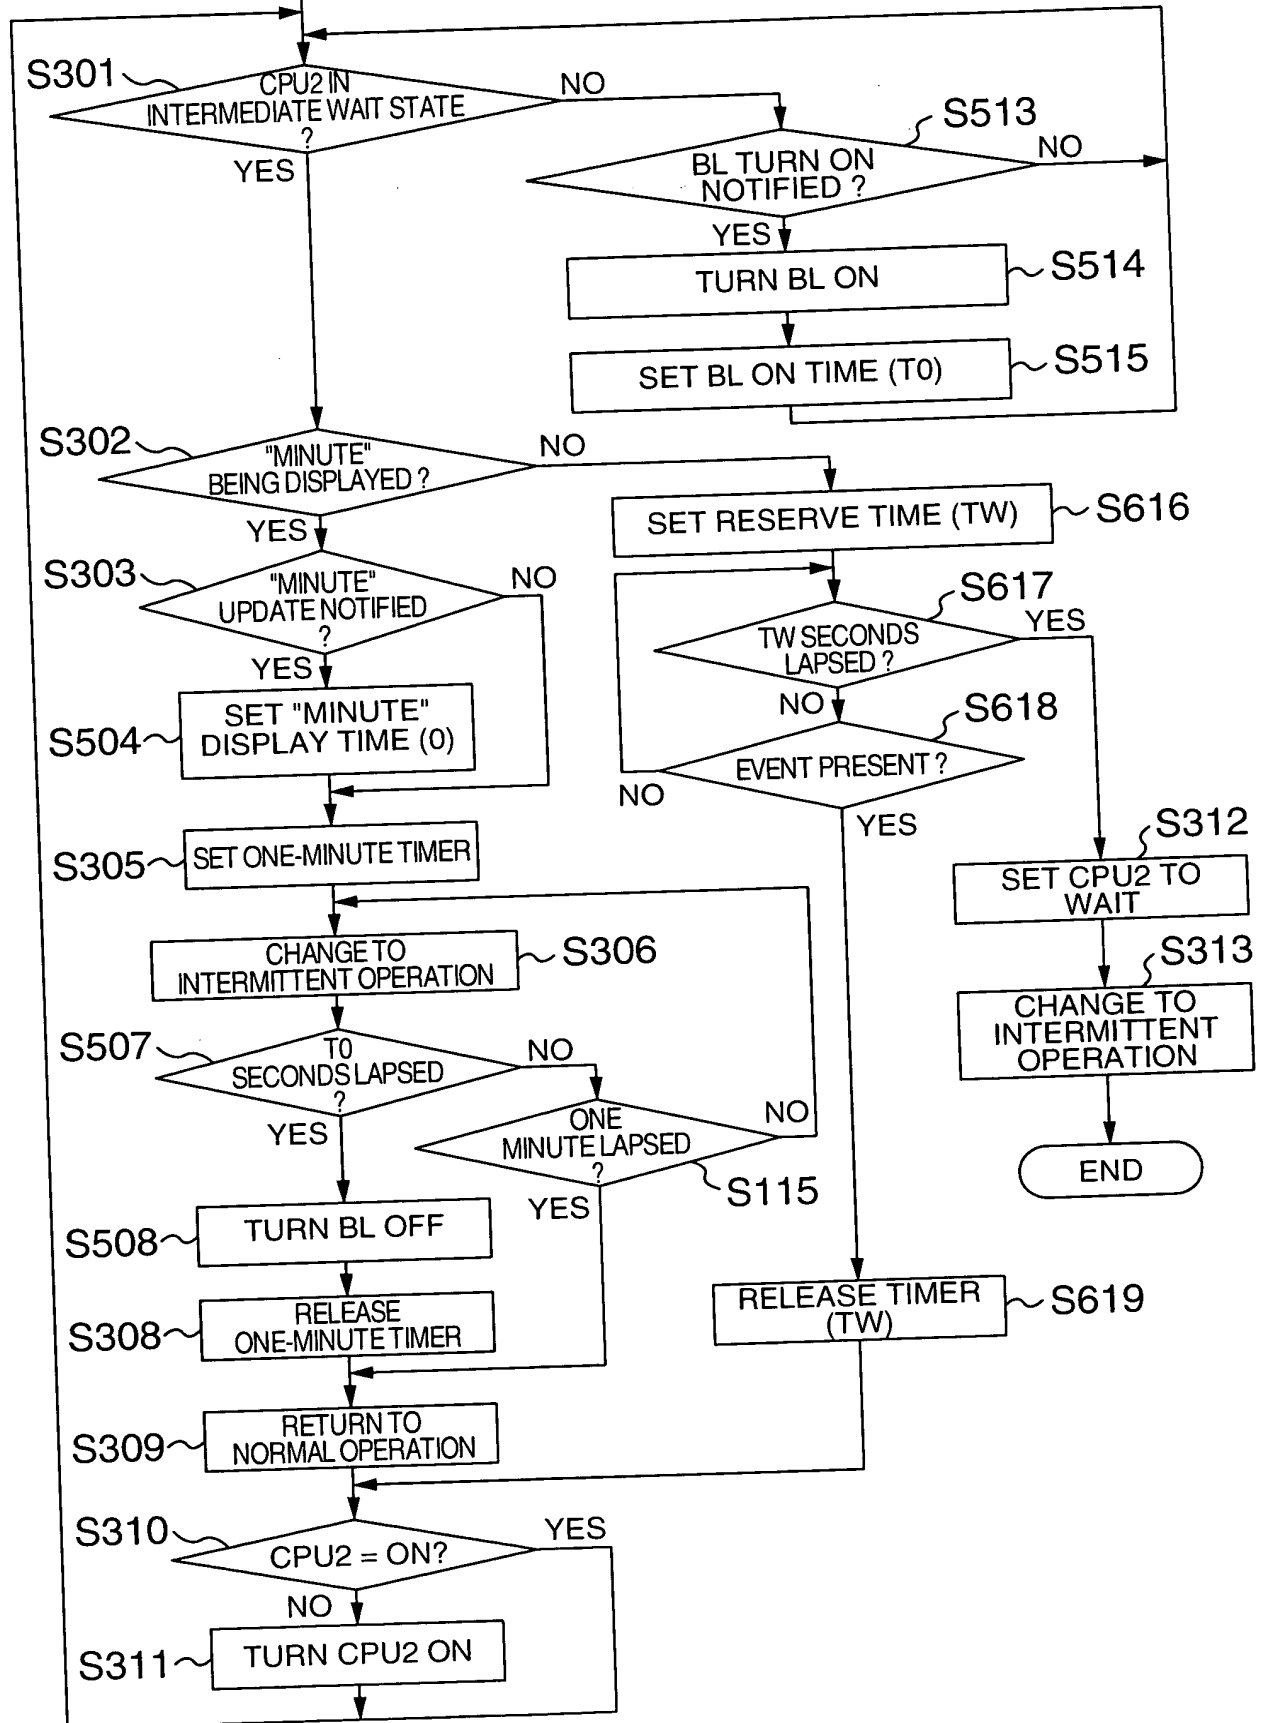 S301
CPU2 IN
INTERMEDIATE WAIT STATE
?
NO
YES
S513
BL TURN ON
NOTIFIED ?
NO
YES
TURN BL ON
S514
SET BL ON TIME (T0)
S515
S302
"MINUTE"
BEING DISPLAYED ?
NO
YES
SET RESERVE TIME (TW)
S616
S303
"MINUTE"
UPDATE NOTIFIED
?
NO
YES
S617
TW SECONDS
LAPSED ?
YES
NO
S504
SET "MINUTE"
DISPLAY TIME (0)
S618
EVENT PRESENT ?
NO
YES
S305
SET ONE-MINUTE TIMER
S312
SET CPU2 TO
WAIT
CHANGE TO
INTERMITTENT OPERATION
S306
S313
CHANGE TO
INTERMITTENT
OPERATION
S507
T0
SECONDS LAPSED
?
NO
YES
ONE
MINUTE LAPSED
?
NO
S115
YES
END
S508
TURN BL OFF
S308
RELEASE
ONE-MINUTE TIMER
RELEASE TIMER
(TW)
S619
S309
RETURN TO
NORMAL OPERATION
S310
CPU2 = ON?
YES
NO
S311
TURN CPU2 ON